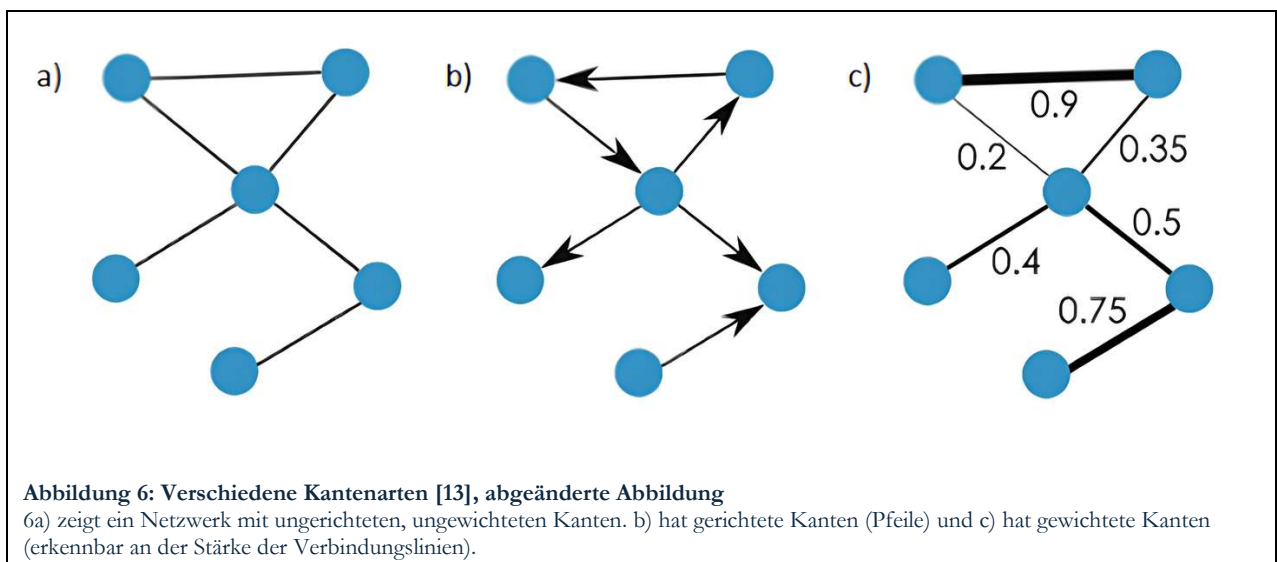 a)
b)
c)
0.9
0.2
0.35
0.5
0.4
0.75
Abbildung 6: Verschiedene Kantenarten [13], abgeänderte Abbildung
6a) zeigt ein Netzwerk mit ungerichteten, ungewichteten Kanten. b) hat gerichtete Kanten (Pfeile) und c) hat gewichtete Kanten
(erkennbar an der Stärke der Verbindungslinien).